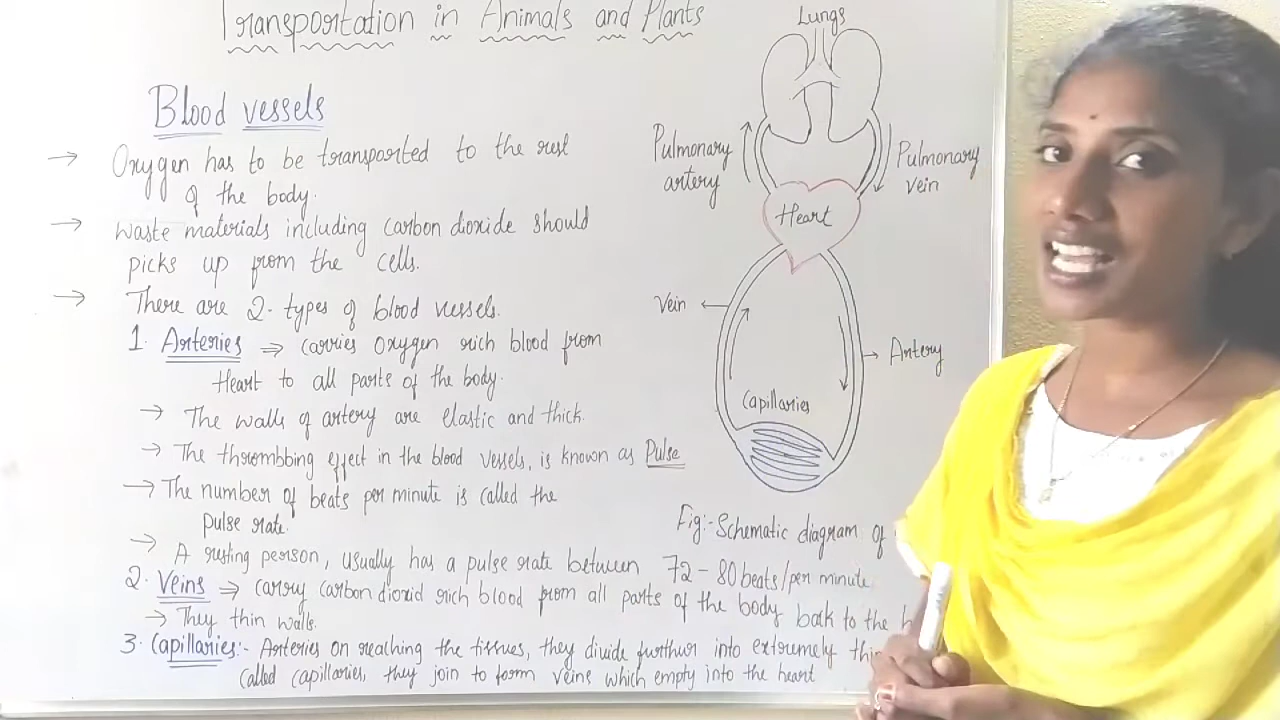 Transportation in Animals and Plants
Blood vessels
→ Oxygen has to be transported to the rest
of the body.
→ waste materials including carbon dioxide should
picks up from the cells.
→ There are 2. types of blood vessels.
1. Arteries ⇒ carries oxygen rich blood from
Heart to all parts of the body.
→ The walls of artery are elastic and thick.
→ The thrombbing effect in the blood vessels, is known as Pulse
→ The number of beats per minute is called the
pulse rate.
→ A resting person, usually has a pulse rate between 72-80 beats/per minute
2. Veins ⇒ carry carbon dioxid rich blood from all parts of the body back to the
→ They thin walls.
3. Capillaries:- Arteries on reaching the tissues, they divide further into extremely
called capillaries, they join to form veins which empty into the heart
Lungs
Pulmonary
artery
Pulmonary
vein
Heart
Vein
Artery
Capillaries
Fig:- Schematic diagram of